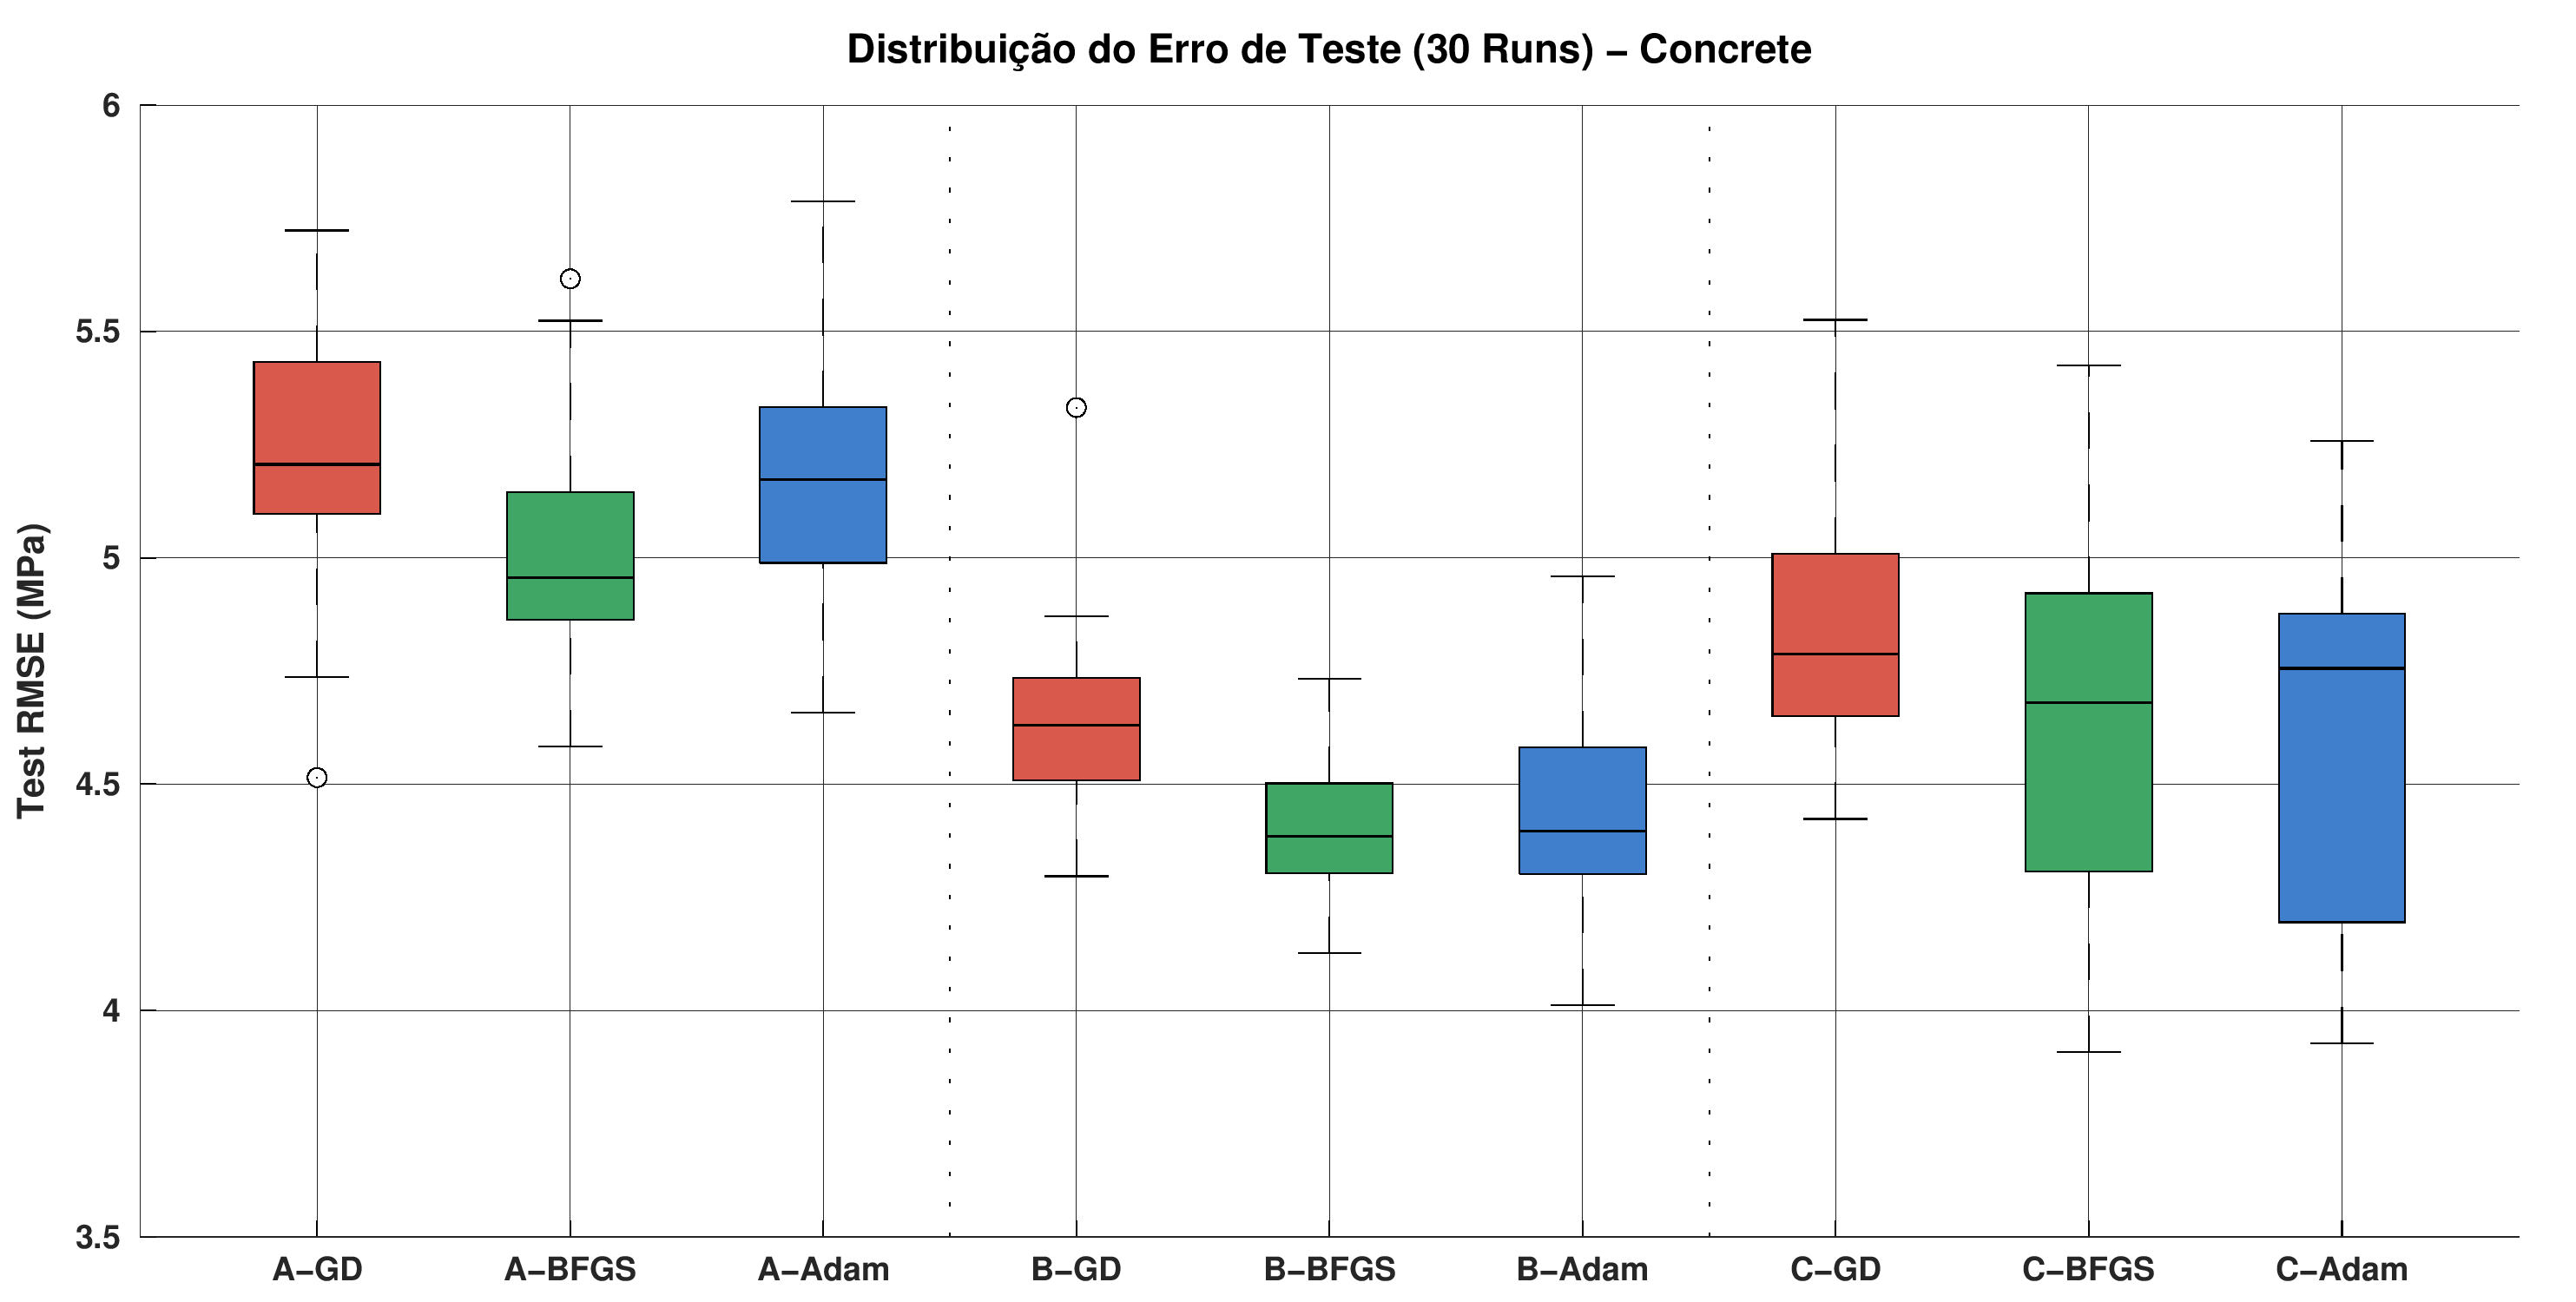 Distribuição do Erro de Teste (30 Runs) – Concrete
Test RMSE (MPa)
6
5.5
5
4.5
4
3.5
A–GD A–BFGS A–Adam B–GD B–BFGS B–Adam C–GD C–BFGS C–Adam